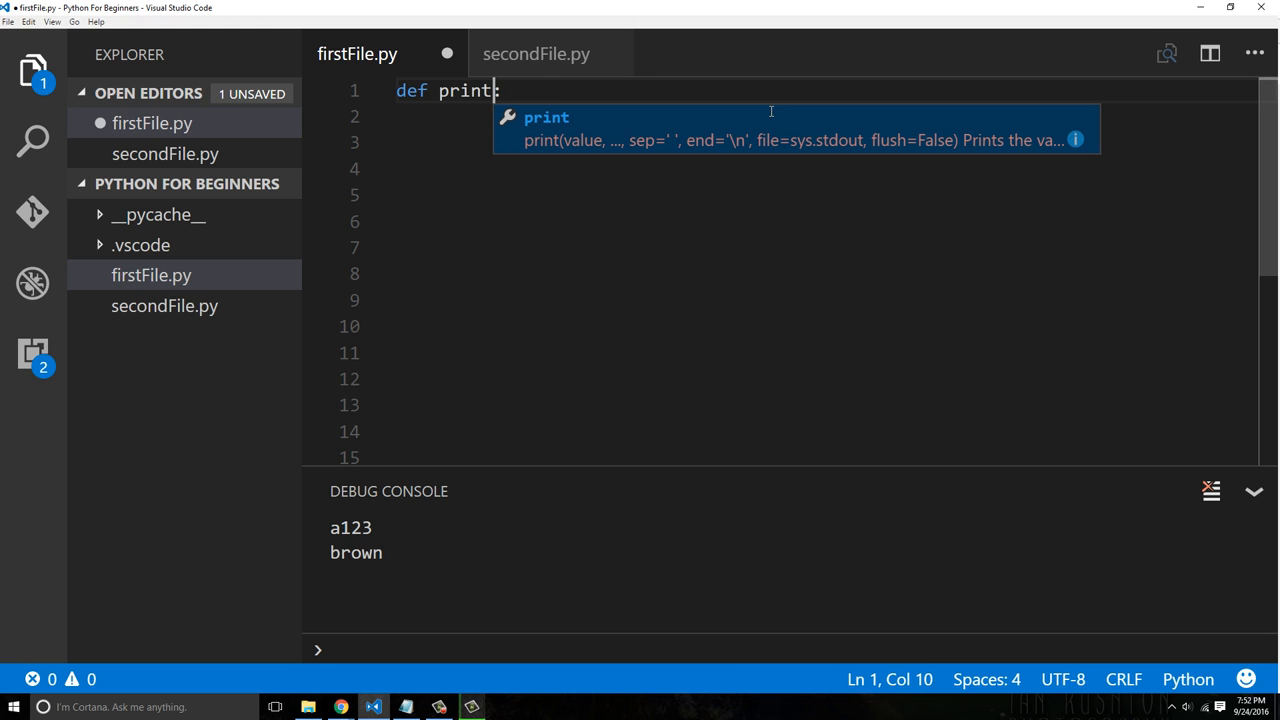 ● firstFile.py - Python For Beginners - Visual Studio Code
File Edit View Go Help
EXPLORER
OPEN EDITORS 1 UNSAVED
firstFile.py
secondFile.py
PYTHON FOR BEGINNERS
__pycache__
.vscode
firstFile.py
secondFile.py
1
2
firstFile.py secondFile.py
1 def print:
print
print(value, ..., sep=' ', end='\n', file=sys.stdout, flush=False) Prints the va...
2
3
4
5
6
7
8
9
10
11
12
13
14
15
DEBUG CONSOLE
a123
brown
0 0 Ln 1, Col 10 Spaces: 4 UTF-8 CRLF Python
I'm Cortana. Ask me anything.
7:52 PM
9/24/2016